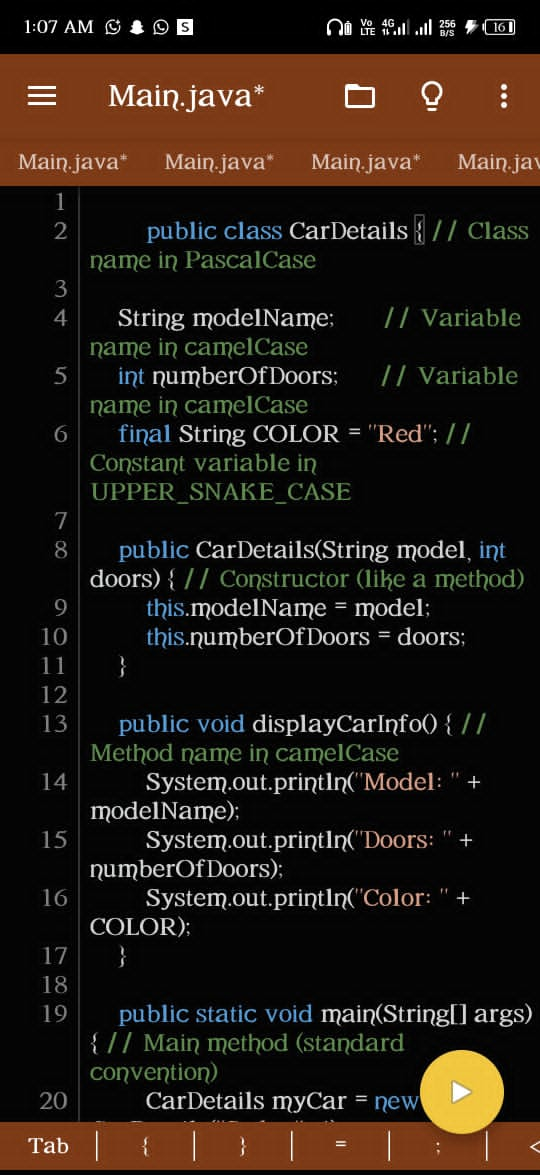 1:07 AM S Vo LTE 4G 256 B/S 16
Main.java*
Main.java* Main.java* Main.java* Main.jav
1
2 public class CarDetails { // Class
name in PascalCase
3
4 String modelName; // Variable
name in camelCase
5 int numberOfDoors; // Variable
name in camelCase
6 final String COLOR = "Red"; //
Constant variable in
UPPER_SNAKE_CASE
7
8 public CarDetails(String model, int
doors) { // Constructor (like a method)
9 this.modelName = model;
10 this.numberOfDoors = doors;
11 }
12
13 public void displayCarInfo() { //
Method name in camelCase
14 System.out.println("Model: " +
modelName);
15 System.out.println("Doors: " +
numberOfDoors);
16 System.out.println("Color: " +
COLOR);
17 }
18
19 public static void main(String[] args)
{ // Main method (standard
convention)
20 CarDetails myCar = new
Tab | { | } | = | ; | <